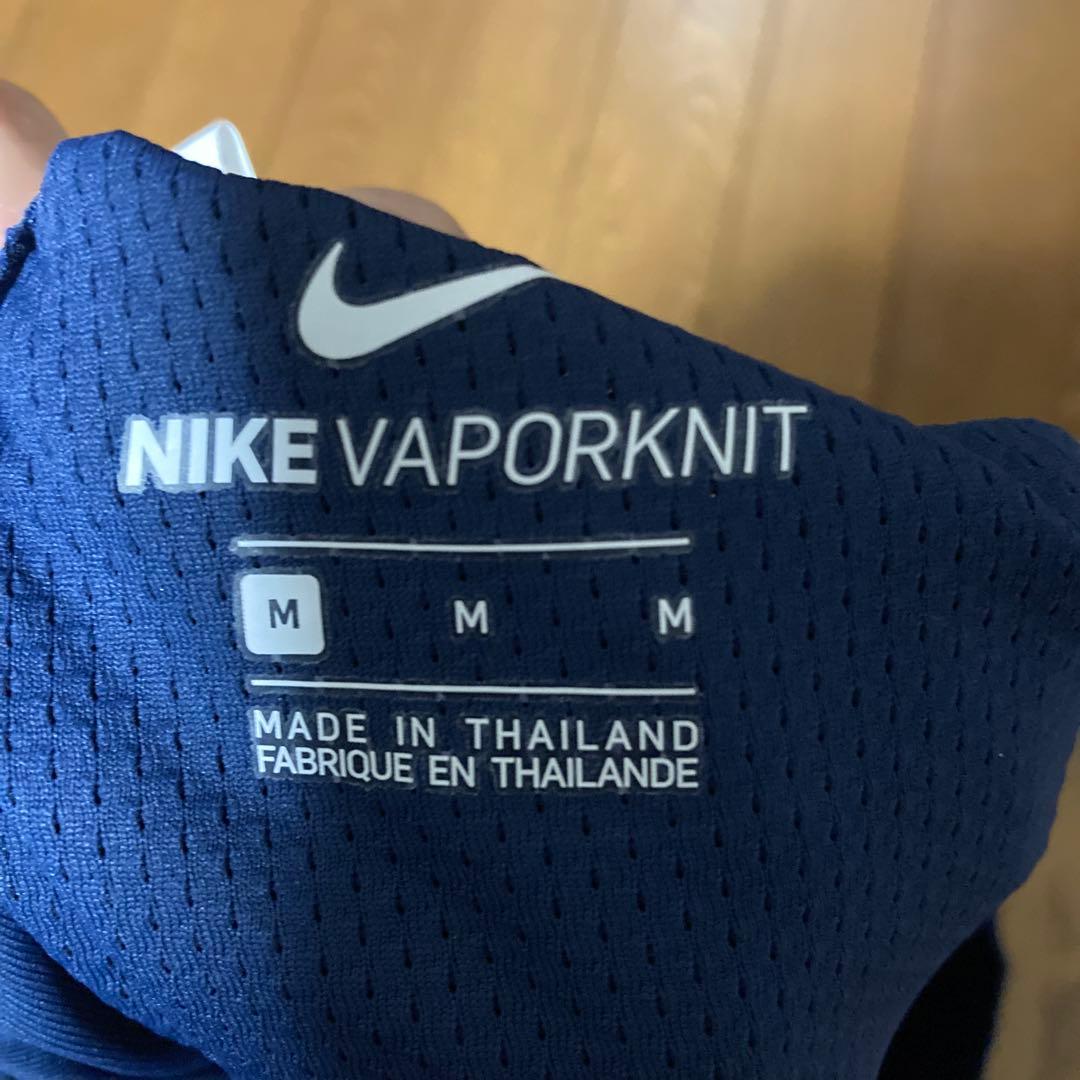 NIKE VAPORKNIT
M M M
MADE IN THAILAND
FABRIQUE EN THAILANDE